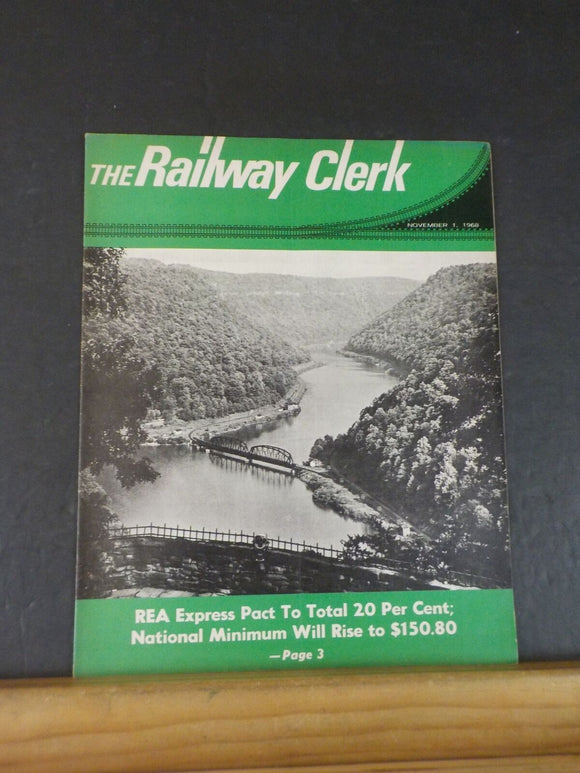 THE Railway Clerk
NOVEMBER 1, 1968
REA Express Pact To Total 20 Per Cent;
National Minimum Will Rise to $150.80
—Page 3